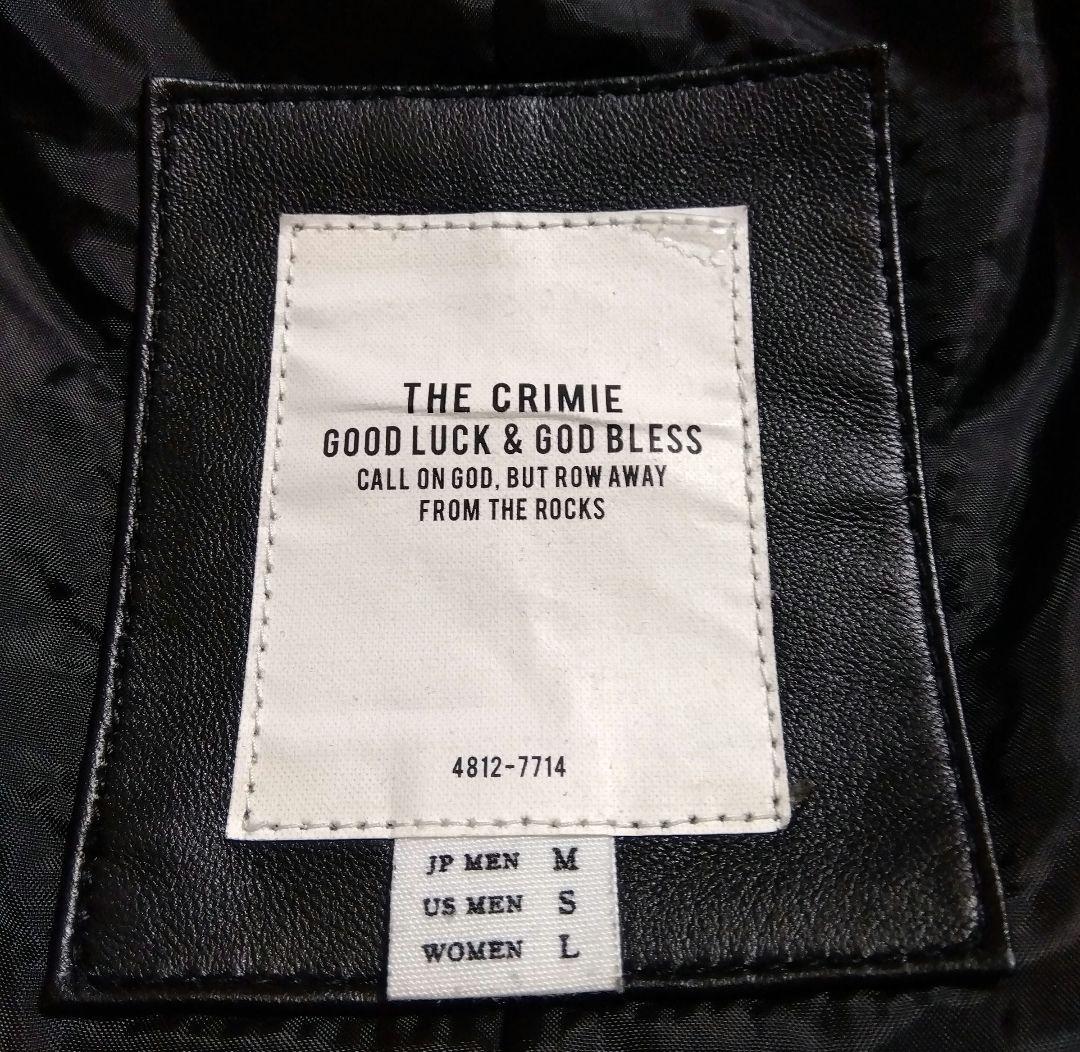 THE CRIMIE
GOOD LUCK & GOD BLESS
CALL ON GOD, BUT ROW AWAY
FROM THE ROCKS
4812-7714
JP MEN M
US MEN S
WOMEN L